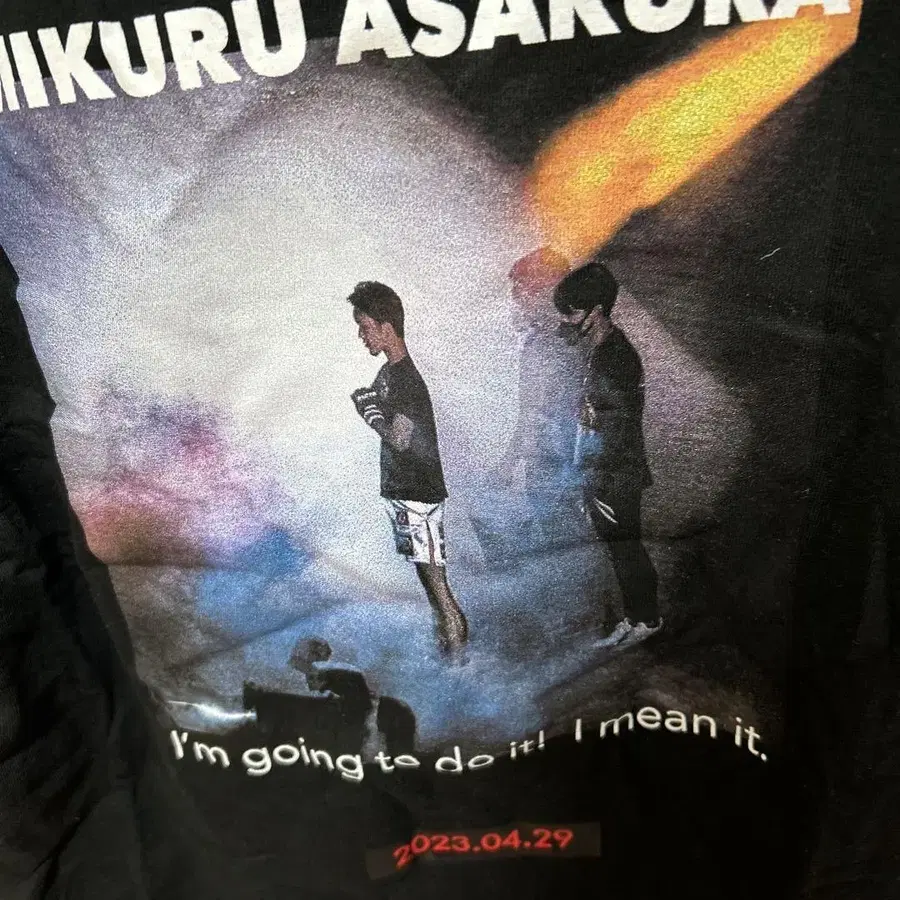 MIKURU ASAKURA
I'm going to do it! I mean it.
2023.04.29